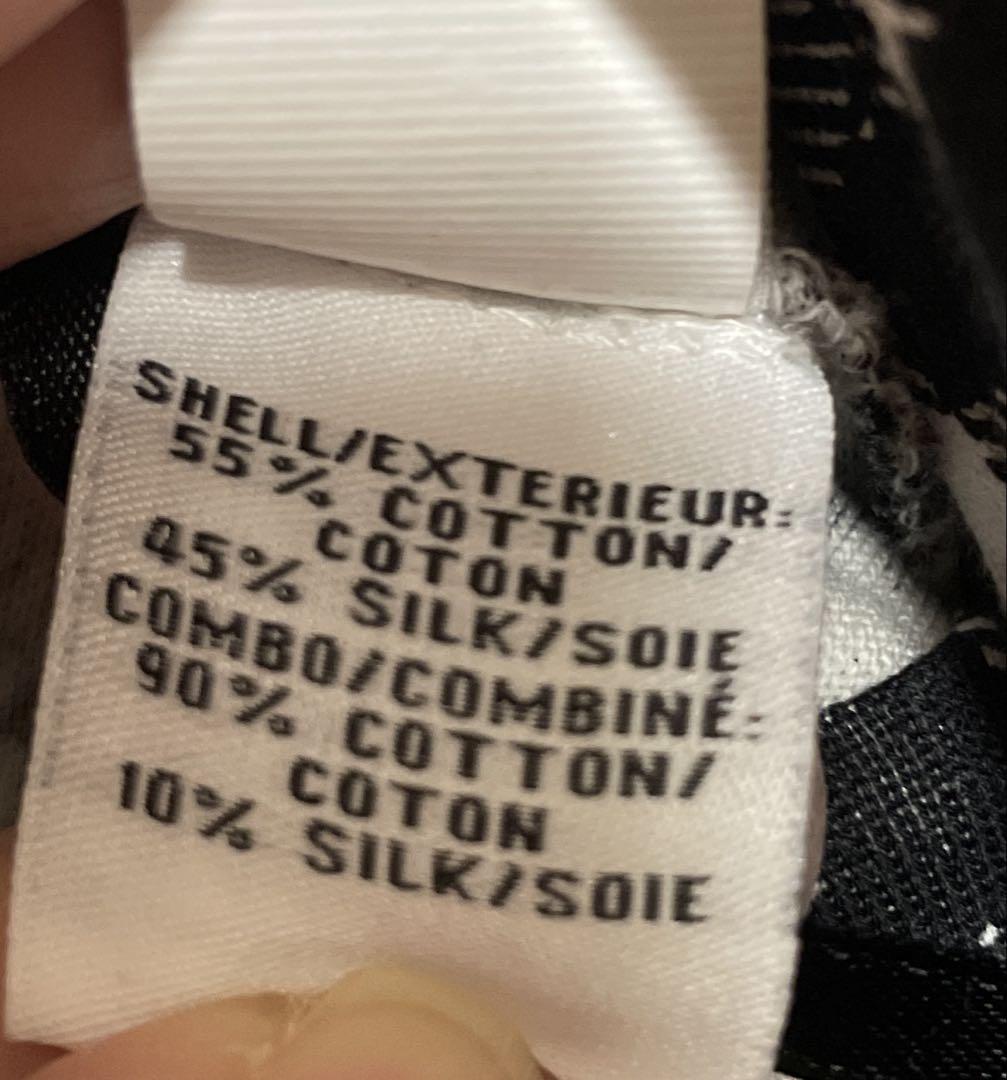 SHELL/EXTERIEUR:
55% COTTON/
COTON
45% SILK/SOIE
COMBO/COMBINÉ:
90% COTTON/
COTON
10% SILK/SOIE